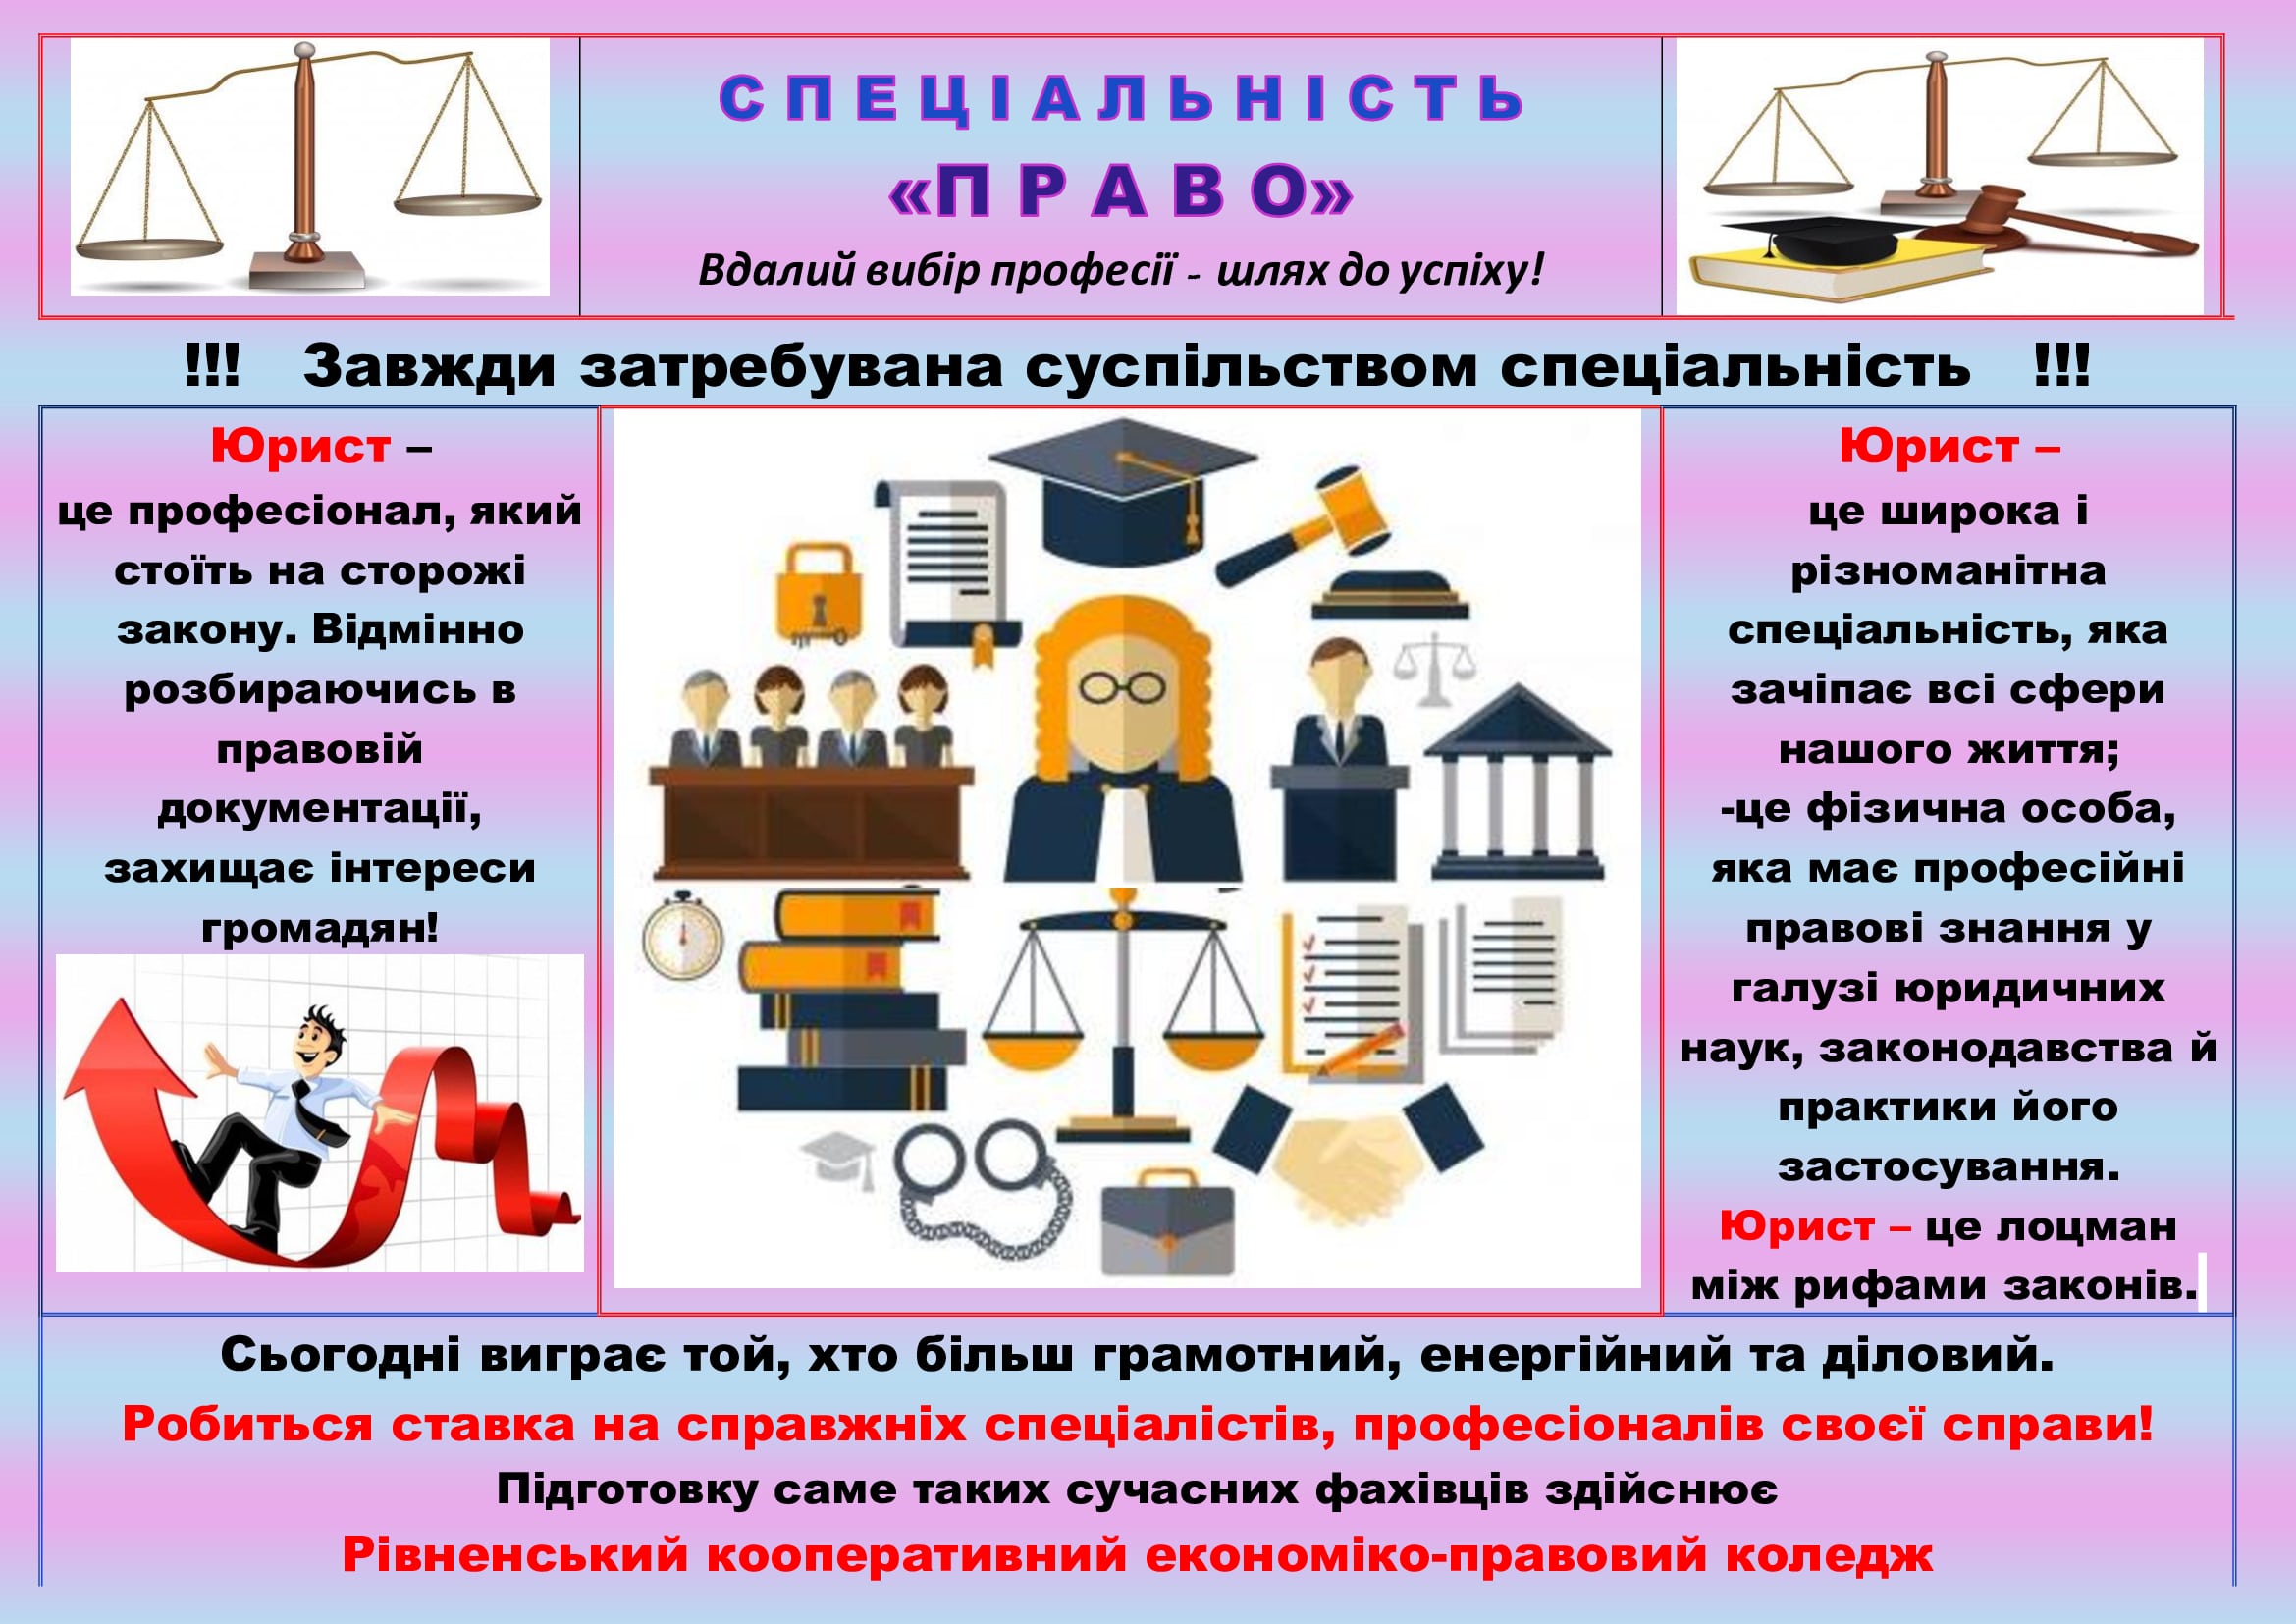 СПЕЦІАЛЬНІСТЬ
«ПРАВО»
Вдалий вибір професії - шлях до успіху!
!!! Завжди затребувана суспільством спеціальність !!!
Юрист –
це професіонал, який
стоїть на сторожі
закону. Відмінно
розбираючись в
правовій
документації,
захищає інтереси
громадян!
Юрист –
це широка і
різноманітна
спеціальність, яка
зачіпає всі сфери
нашого життя;
-це фізична особа,
яка має професійні
правові знання у
галузі юридичних
наук, законодавства й
практики його
застосування.
Юрист – це лоцман
між рифами законів.
Сьогодні виграє той, хто більш грамотний, енергійний та діловий.
Робиться ставка на справжніх спеціалістів, професіоналів своєї справи!
Підготовку саме таких сучасних фахівців здійснює
Рівненський кооперативний економіко-правовий коледж